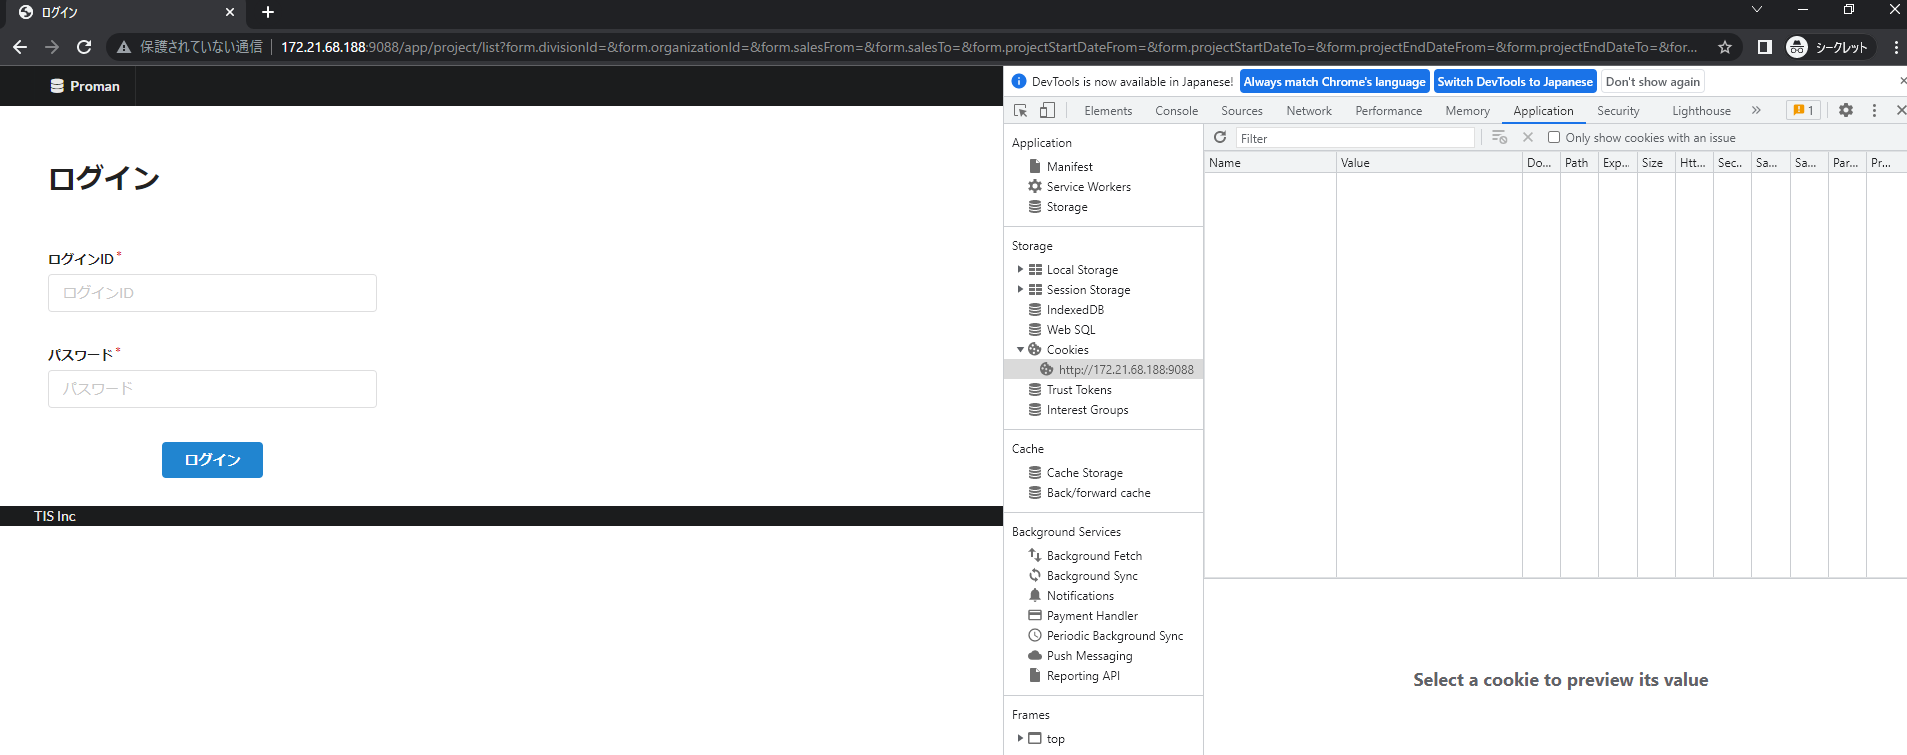 ログイン
保護されていない通信
172.21.68.188:9088/app/project/list?form.divisionId=&form.organizationId=&form.salesFrom=&form.salesTo=&form.projectStartDateFrom=&form.projectStartDateTo=&form.projectEndDateFrom=&form.projectEndDateTo=&for...
シークレット
Proman
ログイン
ログインID*
ログインID
パスワード*
パスワード
ログイン
TIS Inc
DevTools is now available in Japanese! Always match Chrome's language Switch DevTools to Japanese Don't show again
Elements Console Sources Network Performance Memory Application Security Lighthouse » 1
Application
Manifest
Service Workers
Storage
Storage
Local Storage
Session Storage
IndexedDB
Web SQL
Cookies
http://172.21.68.188:9088
Trust Tokens
Interest Groups
Cache
Cache Storage
Back/forward cache
Background Services
Background Fetch
Background Sync
Notifications
Payment Handler
Periodic Background Sync
Push Messaging
Reporting API
Frames
top
Filter
Only show cookies with an issue
Name Value Do... Path Exp... Size Htt... Sec... Sa... Sa... Par... Pr...
Select a cookie to preview its value